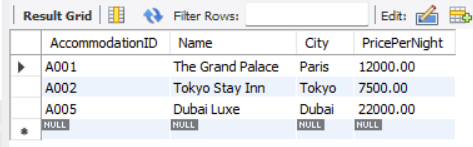 Result Grid Filter Rows: Edit:
AccommodationID Name City PricePerNight
A001 The Grand Palace Paris 12000.00
A002 Tokyo Stay Inn Tokyo 7500.00
A005 Dubai Luxe Dubai 22000.00
NULL NULL NULL NULL